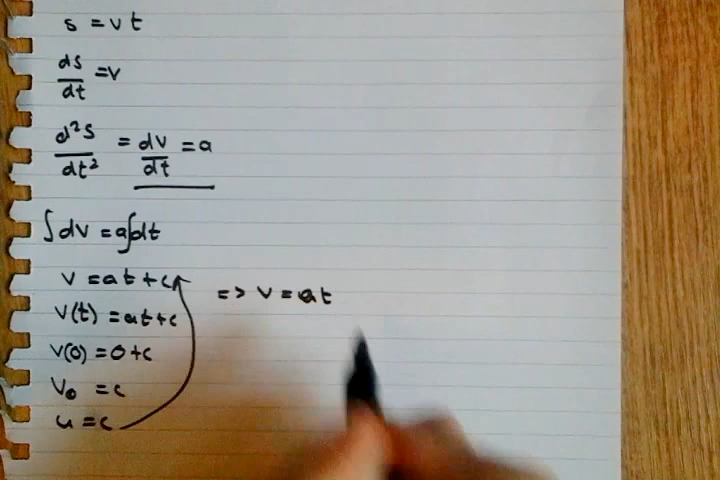 s = vt
ds/dt = v
d²s/dt² = dv/dt = a
∫dv = a∫dt
v = at + c
=> v = at
v(t) = at + c
v(0) = 0 + c
v₀ = c
u = c